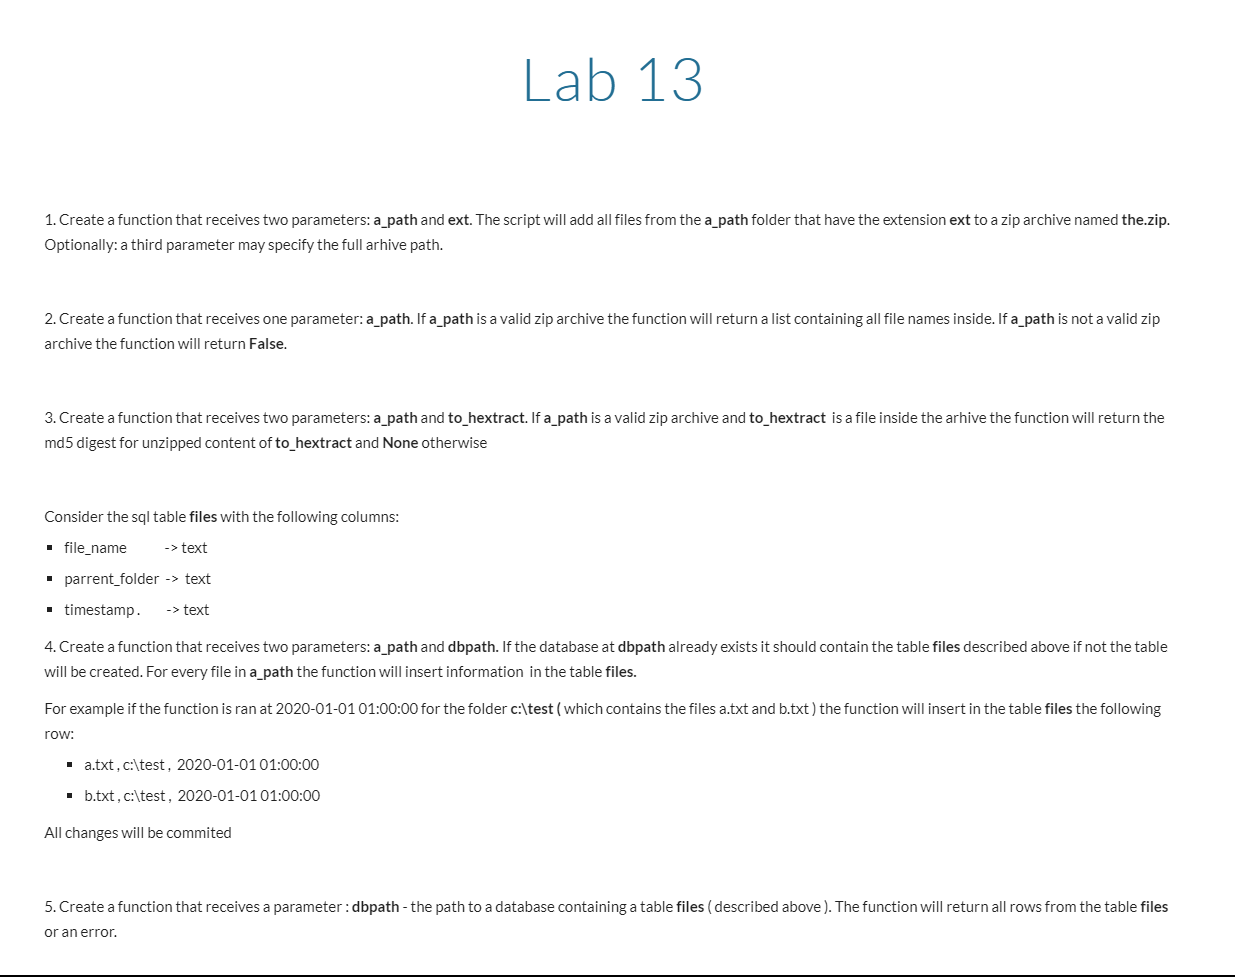 Lab 13
1. Create a function that receives two parameters: a_path and ext. The script will add all files from the a_path folder that have the extension ext to a zip archive named the.zip.
Optionally: a third parameter may specify the full arhive path.
2. Create a function that receives one parameter: a_path. If a_path is a valid zip archive the function will return a list containing all file names inside. If a_path is not a valid zip
archive the function will return False.
3. Create a function that receives two parameters: a_path and to_hextract. If a_path is a valid zip archive and to_hextract is a file inside the arhive the function will return the
md5 digest for unzipped content of to_hextract and None otherwise
Consider the sql table files with the following columns:
▪ file_name -> text
▪ parrent_folder -> text
▪ timestamp . -> text
4. Create a function that receives two parameters: a_path and dbpath. If the database at dbpath already exists it should contain the table files described above if not the table
will be created. For every file in a_path the function will insert information in the table files.
For example if the function is ran at 2020-01-01 01:00:00 for the folder c:\test ( which contains the files a.txt and b.txt ) the function will insert in the table files the following
row:
▪ a.txt , c:\test , 2020-01-01 01:00:00
▪ b.txt , c:\test , 2020-01-01 01:00:00
All changes will be commited
5. Create a function that receives a parameter : dbpath - the path to a database containing a table files ( described above ). The function will return all rows from the table files
or an error.